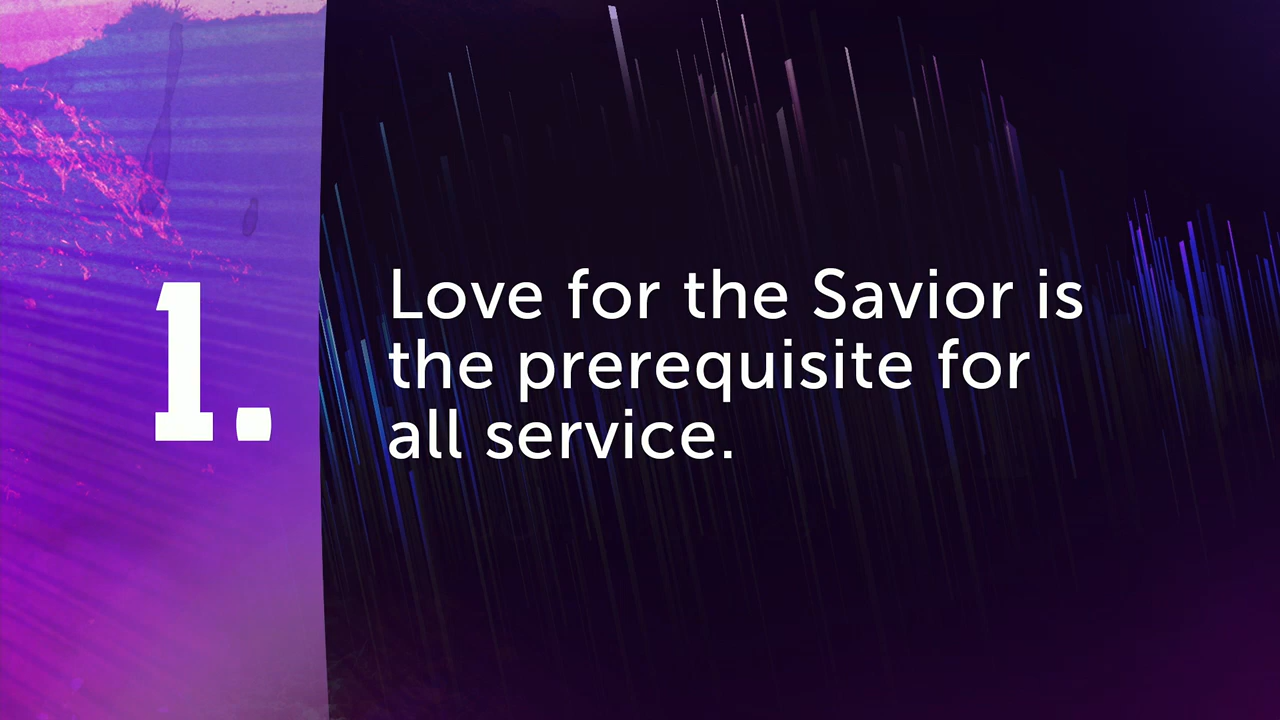 1.
Love for the Savior is
the prerequisite for
all service.